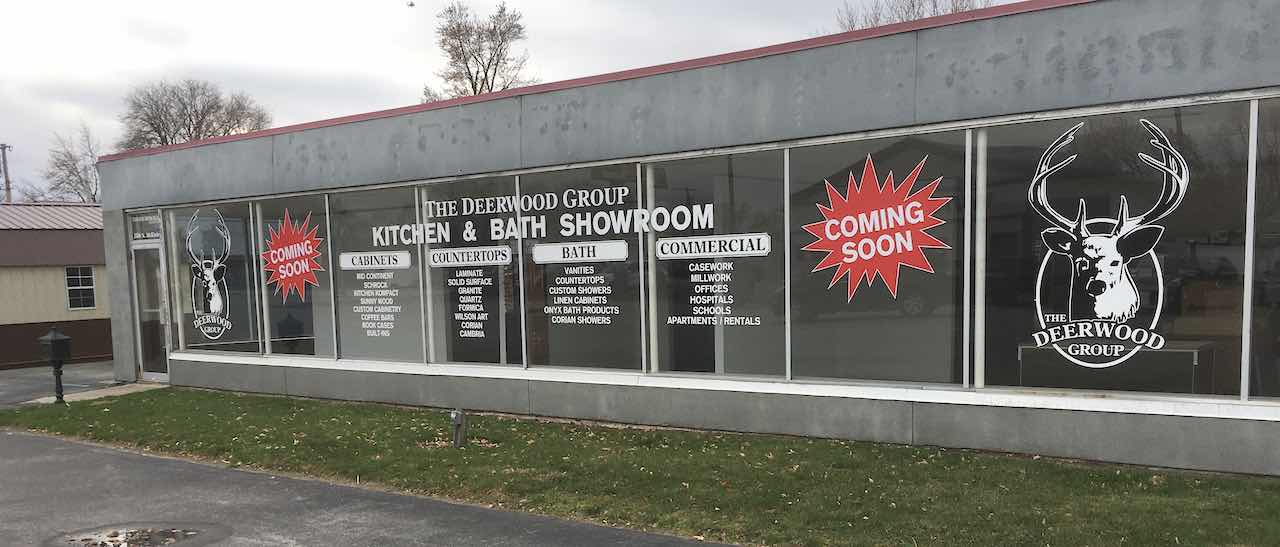 DEERWOOD
GROUP
COMING
SOON
THE DEERWOOD GROUP
KITCHEN & BATH SHOWROOM
CABINETS
MID CONTINENT
SCHROCK
KITCHEN KOMPACT
SUNNY WOOD
CUSTOM CABINETRY
COFFEE BARS
BOOK CASES
BUILT-INS
COUNTERTOPS
LAMINATE
SOLID SURFACE
GRANITE
QUARTZ
FORMICA
WILSON ART
CORIAN
CAMBRIA
BATH
VANITIES
COUNTERTOPS
CUSTOM SHOWERS
LINEN CABINETS
ONYX BATH PRODUCTS
CORIAN SHOWERS
COMMERCIAL
CASEWORK
MILLWORK
OFFICES
HOSPITALS
SCHOOLS
APARTMENTS / RENTALS
COMING
SOON
THE
DEERWOOD
GROUP